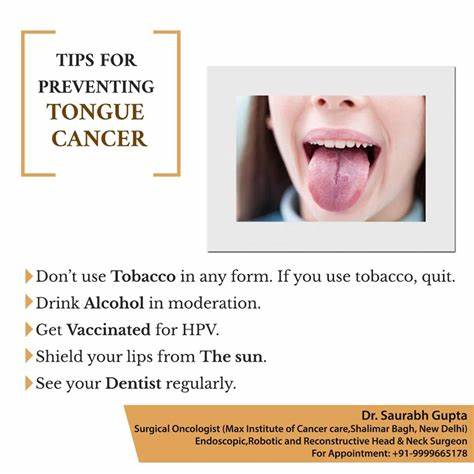 TIPS FOR
PREVENTING
TONGUE
CANCER
Don’t use Tobacco in any form. If you use tobacco, quit.
Drink Alcohol in moderation.
Get Vaccinated for HPV.
Shield your lips from The sun.
See your Dentist regularly.
Dr. Saurabh Gupta
Surgical Oncologist (Max Institute of Cancer care,Shalimar Bagh, New Delhi)
Endoscopic,Robotic and Reconstructive Head & Neck Surgeon
For Appointment: +91-9999665178